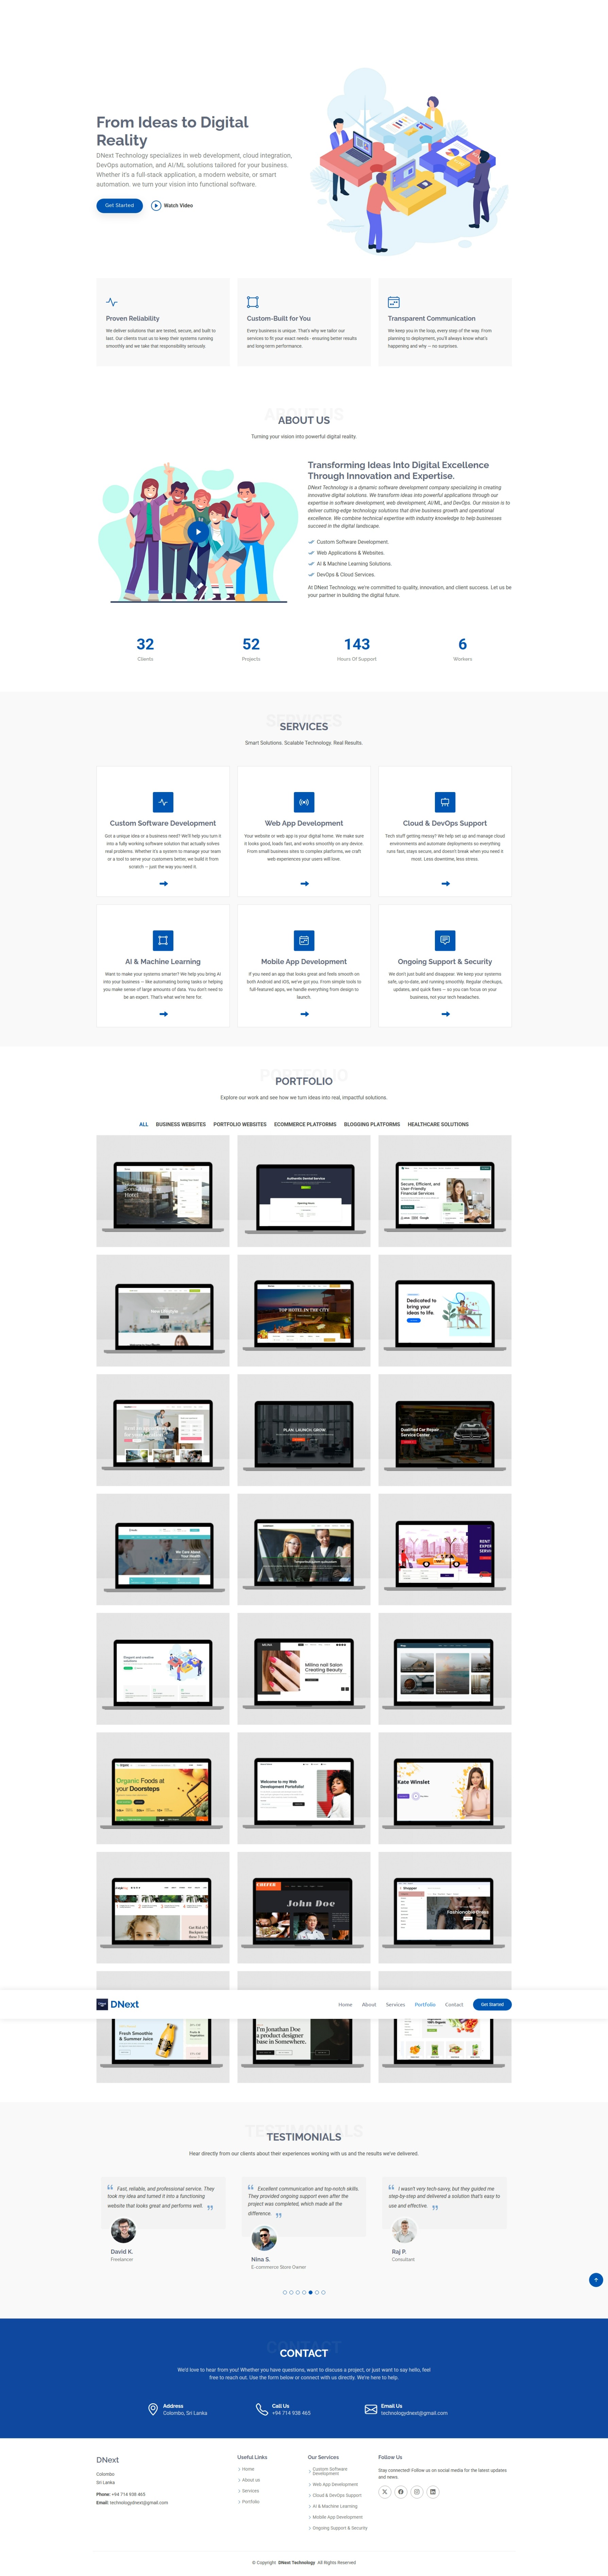 From Ideas to Digital
Reality
DNext Technology specializes in web development, cloud integration,
DevOps automation, and AI/ML solutions tailored for your business.
Whether it's a full-stack application, a modern website, or smart
automation. we turn your vision into functional software.
Get Started
Watch Video
Proven Reliability
We deliver solutions that are tested, secure, and built to
last. Our clients trust us to keep their systems running
smoothly and we take that responsibility seriously.
Custom-Built for You
Every business is unique. That's why we tailor our
services to fit your exact needs - ensuring better results
and long-term performance.
Transparent Communication
We keep you in the loop, every step of the way. From
planning to deployment, you'll always know what's
happening and why — no surprises.
ABOUT US
ABOUT US
Turning your vision into powerful digital reality.
Transforming Ideas Into Digital Excellence
Through Innovation and Expertise.
DNext Technology is a dynamic software development company specializing in creating
innovative digital solutions. We transform ideas into powerful applications through our
expertise in software development, web development, AI/ML, and DevOps. Our mission is to
deliver cutting-edge technology solutions that drive business growth and operational
excellence. We combine technical expertise with industry knowledge to help businesses
succeed in the digital landscape.
Custom Software Development.
Web Applications & Websites.
AI & Machine Learning Solutions.
DevOps & Cloud Services.
At DNext Technology, we're committed to quality, innovation, and client success. Let us be
your partner in building the digital future.
32
Clients
52
Projects
143
Hours Of Support
6
Workers
SERVICES
SERVICES
Smart Solutions. Scalable Technology. Real Results.
Custom Software Development
Got a unique idea or a business need? We'll help you turn it
into a fully working software solution that actually solves
real problems. Whether it's a system to manage your team
or a tool to serve your customers better, we build it from
scratch — just the way you need it.
Web App Development
Your website or web app is your digital home. We make sure
it looks good, loads fast, and works smoothly on any device.
From small business sites to complex platforms, we craft
web experiences your users will love.
Cloud & DevOps Support
Tech stuff getting messy? We help set up and manage cloud
environments and automate deployments so everything
runs fast, stays secure, and doesn't break when you need it
most. Less downtime, less stress.
AI & Machine Learning
Want to make your systems smarter? We help you bring AI
into your business — like automating boring tasks or helping
you make sense of large amounts of data. You don't need to
be an expert. That's what we're here for.
Mobile App Development
If you need an app that looks great and feels smooth on
both Android and iOS, we've got you. From simple tools to
full-featured apps, we handle everything from design to
launch.
Ongoing Support & Security
We don't just build and disappear. We keep your systems
safe, up-to-date, and running smoothly. Regular checkups,
updates, and quick fixes — so you can focus on your
business, not your tech headaches.
PORTFOLIO
PORTFOLIO
Explore our work and see how we turn ideas into real, impactful solutions.
ALL BUSINESS WEBSITES PORTFOLIO WEBSITES ECOMMERCE PLATFORMS BLOGGING PLATFORMS HEALTHCARE SOLUTIONS
Hotel
Authentic Dental Service
Secure, Efficient, and
User-Friendly
Financial Services
TOP HOTEL IN THE CITY
Dedicated to
bring your
ideas to life.
PLAN. LAUNCH. GROW.
Qualified Car Repair
Service Center
We Care About
Your Health
Elegant and creative
solutions
Milina nail Salon
Creating Beauty
Organic Foods at
your Doorsteps
Welcome to my Web
Development Portofolio!
Kate Winslet
John Doe
Fashionable Dress
DNext
Home About Services Portfolio Contact Get Started
Fresh Smoothie
& Summer Juice
I'm Jonathan Doe
a product designer
base in Somewhere.
TESTIMONIALS
TESTIMONIALS
Hear directly from our clients about their experiences working with us and the results we've delivered.
Fast, reliable, and professional service. They
took my idea and turned it into a functioning
website that looks great and performs well.
David K.
Freelancer
Excellent communication and top-notch skills.
They provided ongoing support even after the
project was completed, which made all the
difference.
Nina S.
E-commerce Store Owner
I wasn't very tech-savvy, but they guided me
step-by-step and delivered a solution that's easy to
use and effective.
Raj P.
Consultant
CONTACT
CONTACT
We'd love to hear from you! Whether you have questions, want to discuss a project, or just want to say hello, feel
free to reach out. Use the form below or connect with us directly. We're here to help.
Address
Colombo, Sri Lanka
Call Us
+94 714 938 465
Email Us
technologydnext@gmail.com
DNext
Colombo
Sri Lanka
Phone: +94 714 938 465
Email: technologydnext@gmail.com
Useful Links
Home
About us
Services
Portfolio
Our Services
Custom Software
Development
Web App Development
Cloud & DevOps Support
AI & Machine Learning
Mobile App Development
Ongoing Support & Security
Follow Us
Stay connected! Follow us on social media for the latest updates
and news.
© Copyright DNext Technology All Rights Reserved